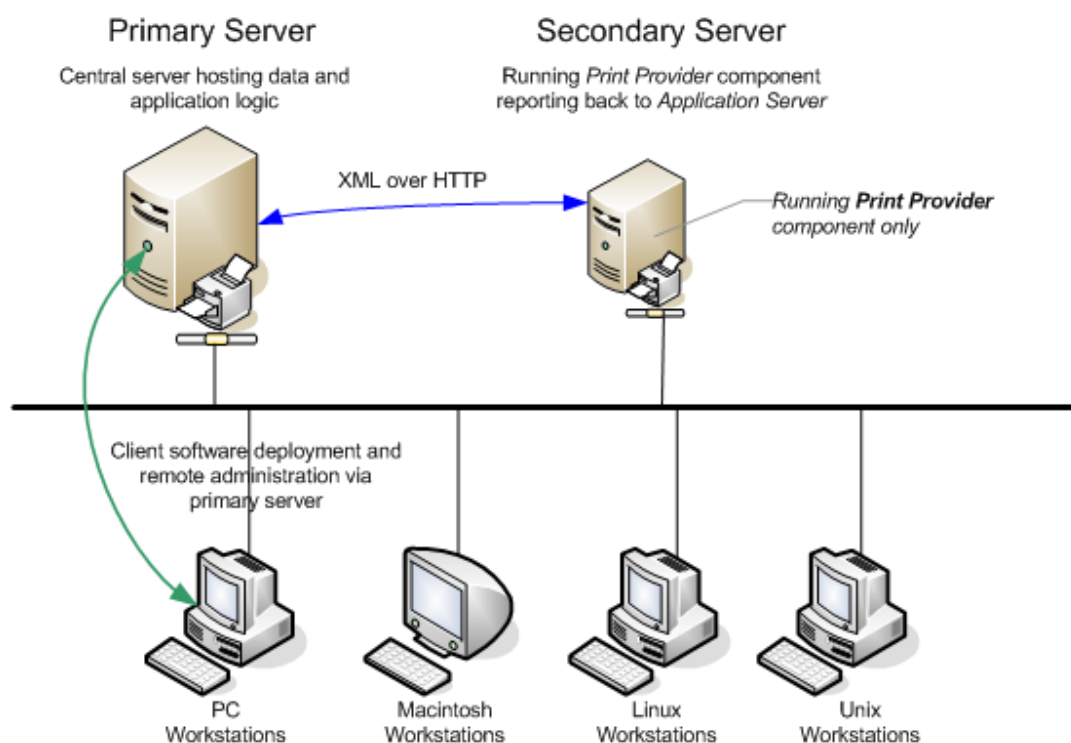 Primary Server
Central server hosting data and
application logic
Secondary Server
Running Print Provider component
reporting back to Application Server
XML over HTTP
Running Print Provider
component only
Client software deployment and
remote administration via
primary server
PC
Workstations
Macintosh
Workstations
Linux
Workstations
Unix
Workstations